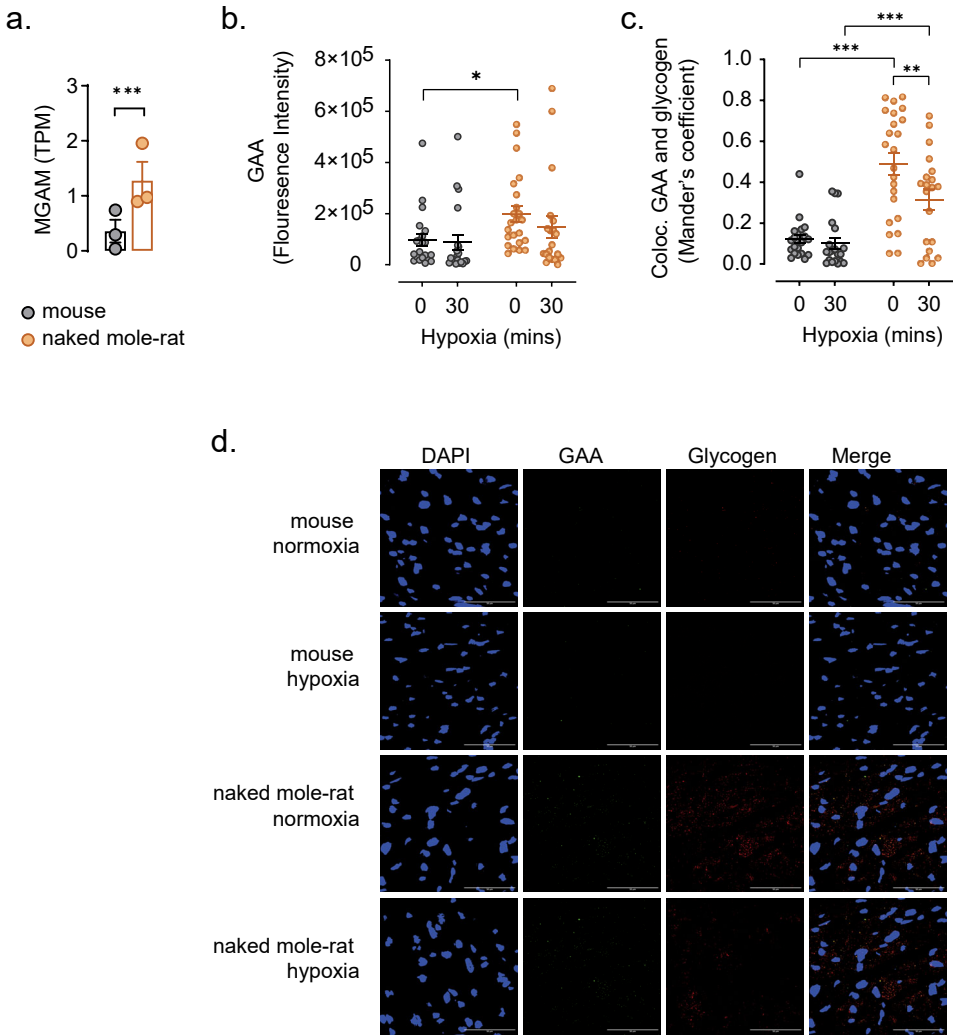 a.
MGAM (TPM)
3
2
1
0
***
mouse
naked mole-rat
b.
GAA
(Flouresence Intensity)
8×10⁵
6×10⁵
4×10⁵
2×10⁵
0
*
0 30 0 30
Hypoxia (mins)
c.
Coloc. GAA and glycogen
(Mander's coefficient)
1.0
0.8
0.6
0.4
0.2
0.0
***
***
**
0 30 0 30
Hypoxia (mins)
d.
DAPI GAA Glycogen Merge
mouse
normoxia
mouse
hypoxia
naked mole-rat
normoxia
naked mole-rat
hypoxia